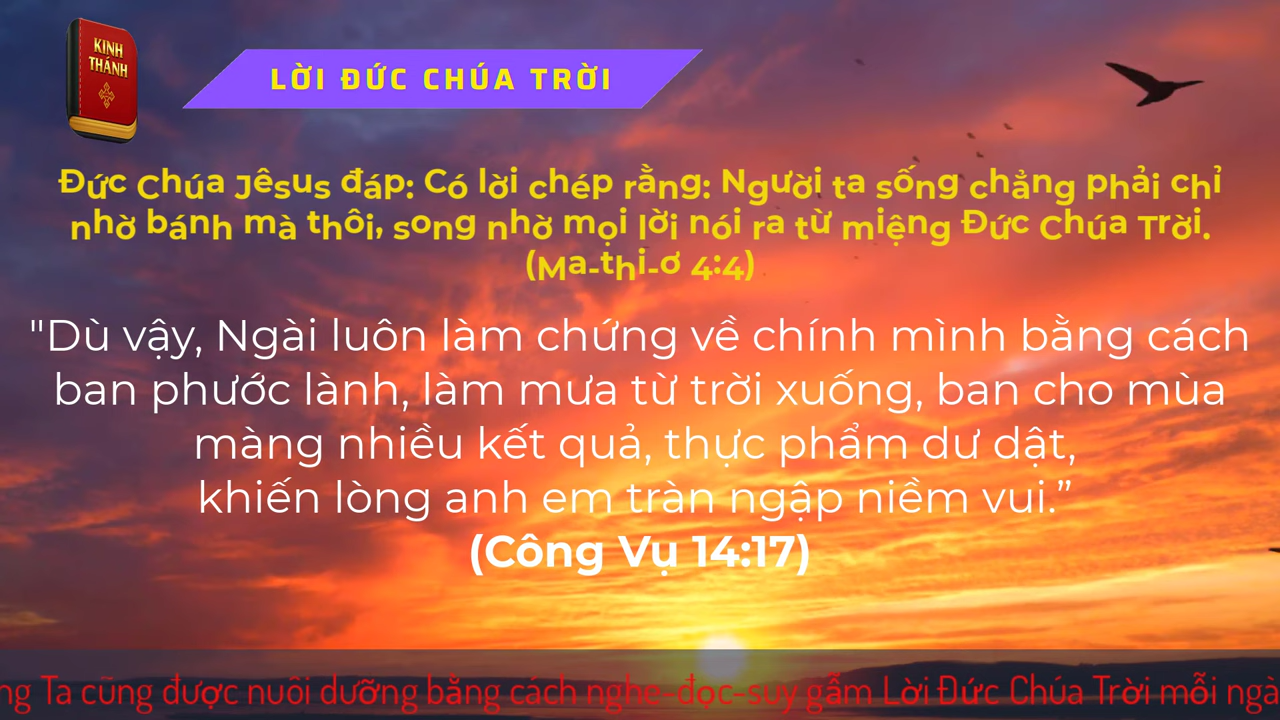 KINH
THÁNH
LỜI ĐỨC CHÚA TRỜI
Đức Chúa Jêsus đáp: Có lời chép rằng: Người ta sống chẳng phải chỉ
nhờ bánh mà thôi, song nhờ mọi lời nói ra từ miệng Đức Chúa Trời.
(Ma-thi-ơ 4:4)
"Dù vậy, Ngài luôn làm chứng về chính mình bằng cách
ban phước lành, làm mưa từ trời xuống, ban cho mùa
màng nhiều kết quả, thực phẩm dư dật,
khiến lòng anh em tràn ngập niềm vui.”
(Công Vụ 14:17)
ng Ta cũng được nuôi dưỡng bằng cách nghe-đọc-suy gẫm Lời Đức Chúa Trời mỗi ngà